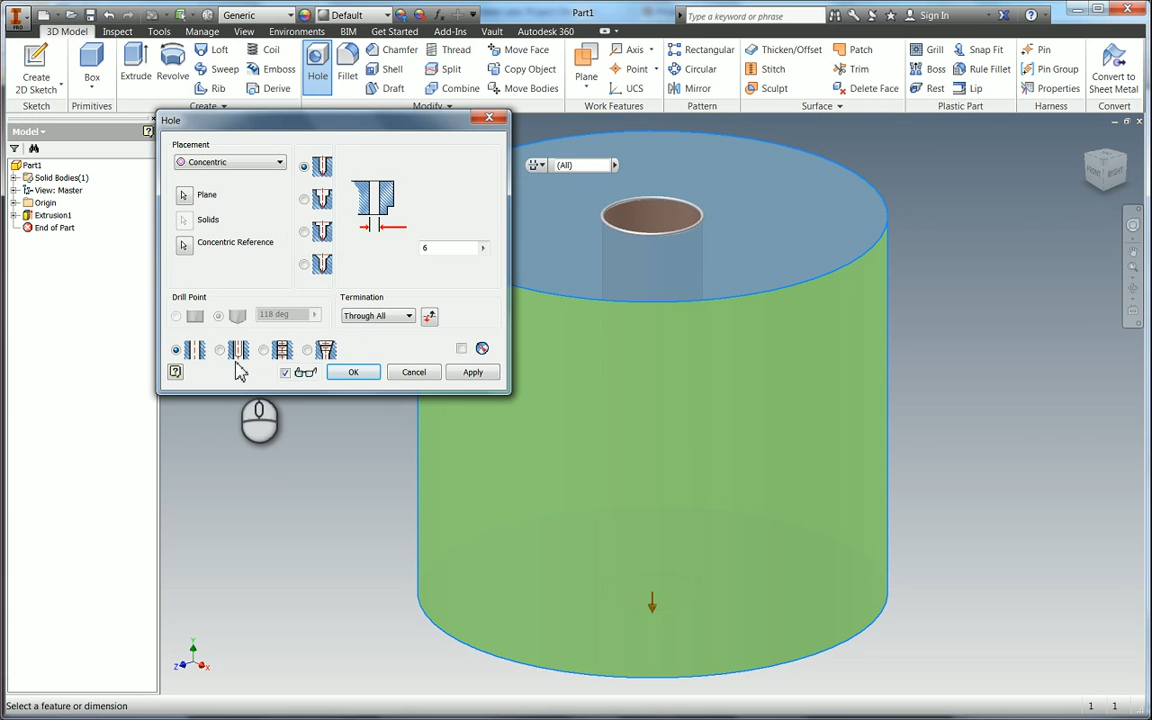 Generic
Default
Part1
Type a keyword or phrase
Sign In
PRO
3D Model Inspect Tools Manage View Environments BIM Get Started Add-Ins Vault Autodesk 360
Create
2D Sketch
Sketch
Box
Primitives
Extrude
Revolve
Loft
Coil
Sweep
Emboss
Rib
Derive
Create
Hole
Fillet
Chamfer
Thread
Move Face
Shell
Split
Copy Object
Draft
Combine
Move Bodies
Modify
Plane
Axis
Point
UCS
Work Features
Rectangular
Circular
Mirror
Pattern
Thicken/Offset
Patch
Stitch
Trim
Sculpt
Delete Face
Surface
Grill
Snap Fit
Boss
Rule Fillet
Rest
Lip
Plastic Part
Pin
Pin Group
Properties
Harness
Convert to
Sheet Metal
Convert
Model
Part1
Solid Bodies(1)
View: Master
Origin
Extrusion1
End of Part
Hole
Placement
Concentric
Plane
Solids
Concentric Reference
6
Drill Point
118 deg
Termination
Through All
OK
Cancel
Apply
(All)
FRONT
RIGHT
Y
Z
X
Select a feature or dimension
1 1